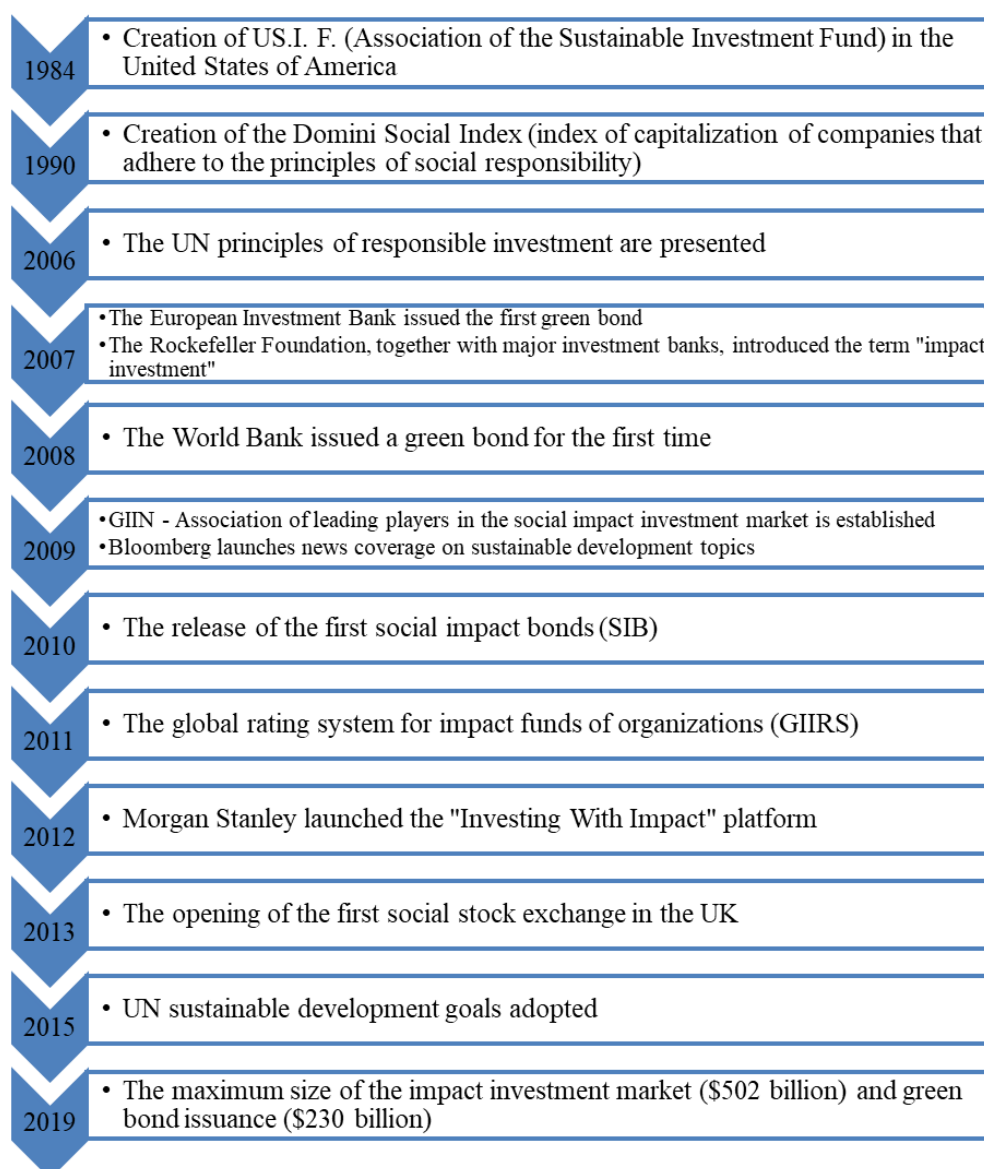 1984
• Creation of US.I. F. (Association of the Sustainable Investment Fund) in the
United States of America
1990
• Creation of the Domini Social Index (index of capitalization of companies that
adhere to the principles of social responsibility)
2006
• The UN principles of responsible investment are presented
2007
•The European Investment Bank issued the first green bond
•The Rockefeller Foundation, together with major investment banks, introduced the term "impact
investment"
2008
• The World Bank issued a green bond for the first time
2009
•GIIN - Association of leading players in the social impact investment market is established
•Bloomberg launches news coverage on sustainable development topics
2010
• The release of the first social impact bonds (SIB)
2011
• The global rating system for impact funds of organizations (GIIRS)
2012
• Morgan Stanley launched the "Investing With Impact" platform
2013
• The opening of the first social stock exchange in the UK
2015
• UN sustainable development goals adopted
2019
• The maximum size of the impact investment market ($502 billion) and green
bond issuance ($230 billion)